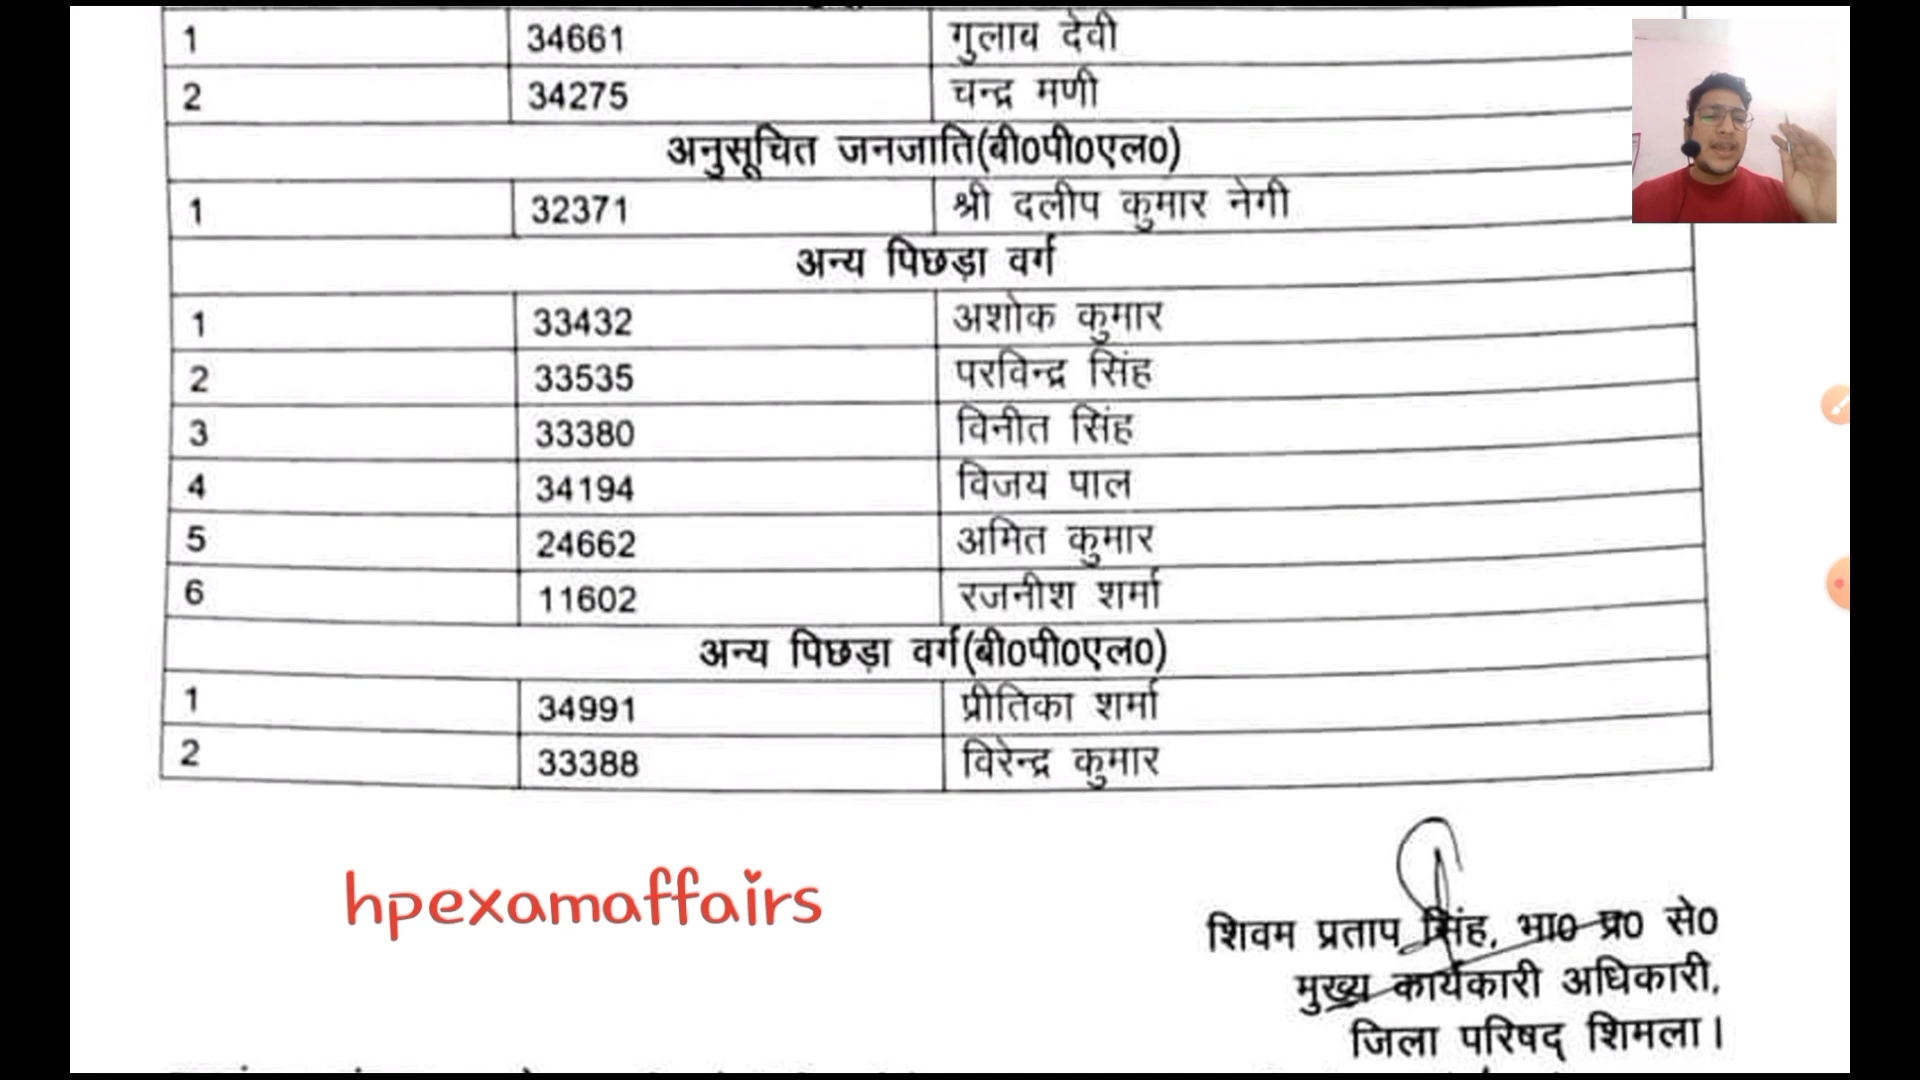 1 34661 गुलाब देवी
2 34275 चन्द्र मणी
अनुसूचित जनजाति(बी0पी0एल0)
1 32371 श्री दलीप कुमार नेगी
अन्य पिछड़ा वर्ग
1 33432 अशोक कुमार
2 33535 परविन्द्र सिंह
3 33380 विनीत सिंह
4 34194 विजय पाल
5 24662 अमित कुमार
6 11602 रजनीश शर्मा
अन्य पिछड़ा वर्ग(बी0पी0एल0)
1 34991 प्रीतिका शर्मा
2 33388 विरेन्द्र कुमार
hpexamaffairs
शिवम प्रताप सिंह, भा0 प्र0 से0
मुख्य कार्यकारी अधिकारी,
जिला परिषद् शिमला।